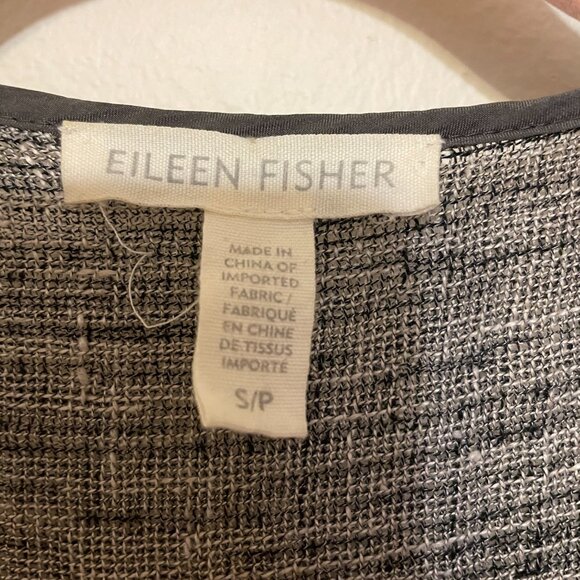 EILEEN FISHER
MADE IN
CHINA OF
IMPORTED
FABRIC /
FABRIQUÉ
EN CHINE
DE TISSUS
IMPORTÉ
S/P